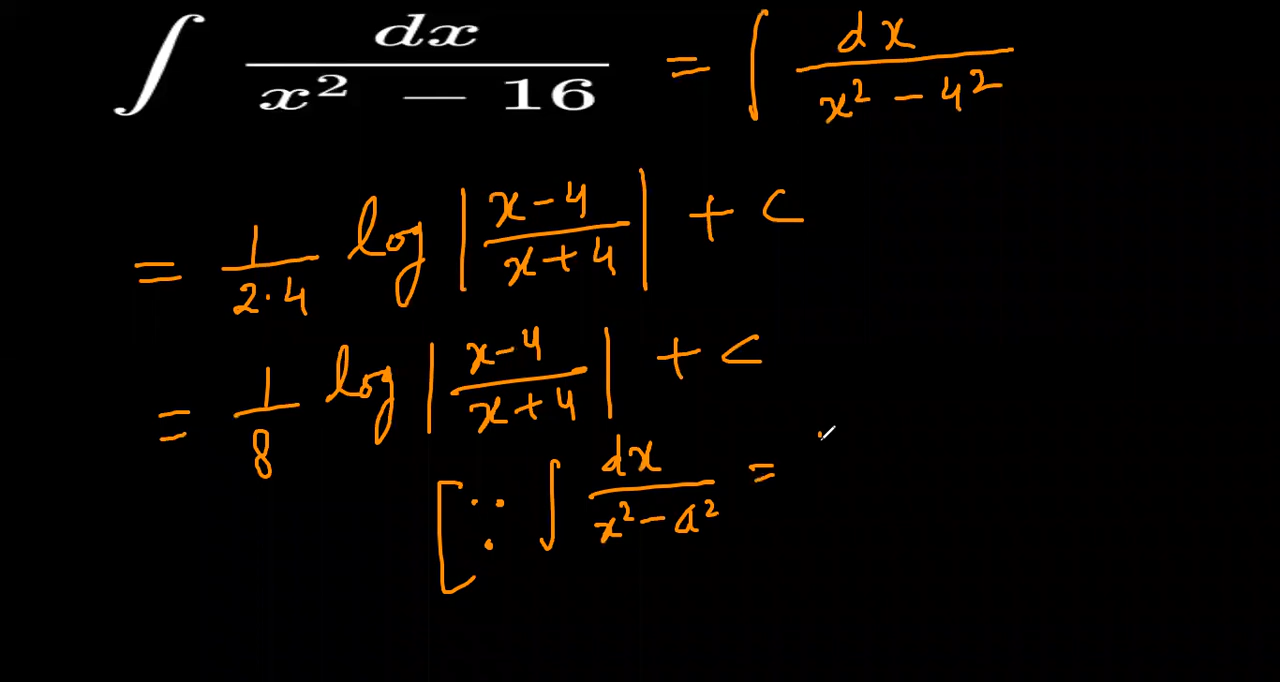 ∫ dx / (x² − 16) = ∫ dx / (x² − 4²)
= 1 / (2·4) log |(x−4) / (x+4)| + c
= 1/8 log |(x−4) / (x+4)| + c
[∵ ∫ dx / (x² − a²) =